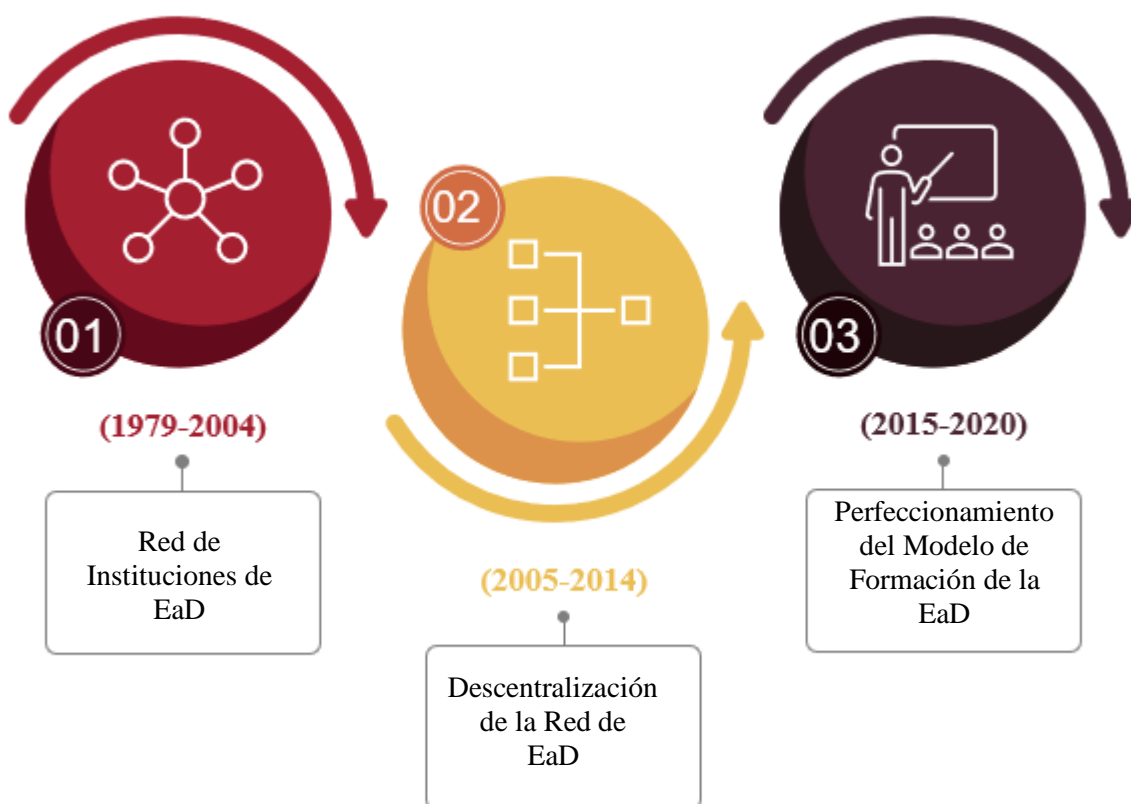 01
(1979-2004)
Red de
Instituciones de
EaD
02
(2005-2014)
Descentralización
de la Red de
EaD
03
(2015-2020)
Perfeccionamiento
del Modelo de
Formación de la
EaD